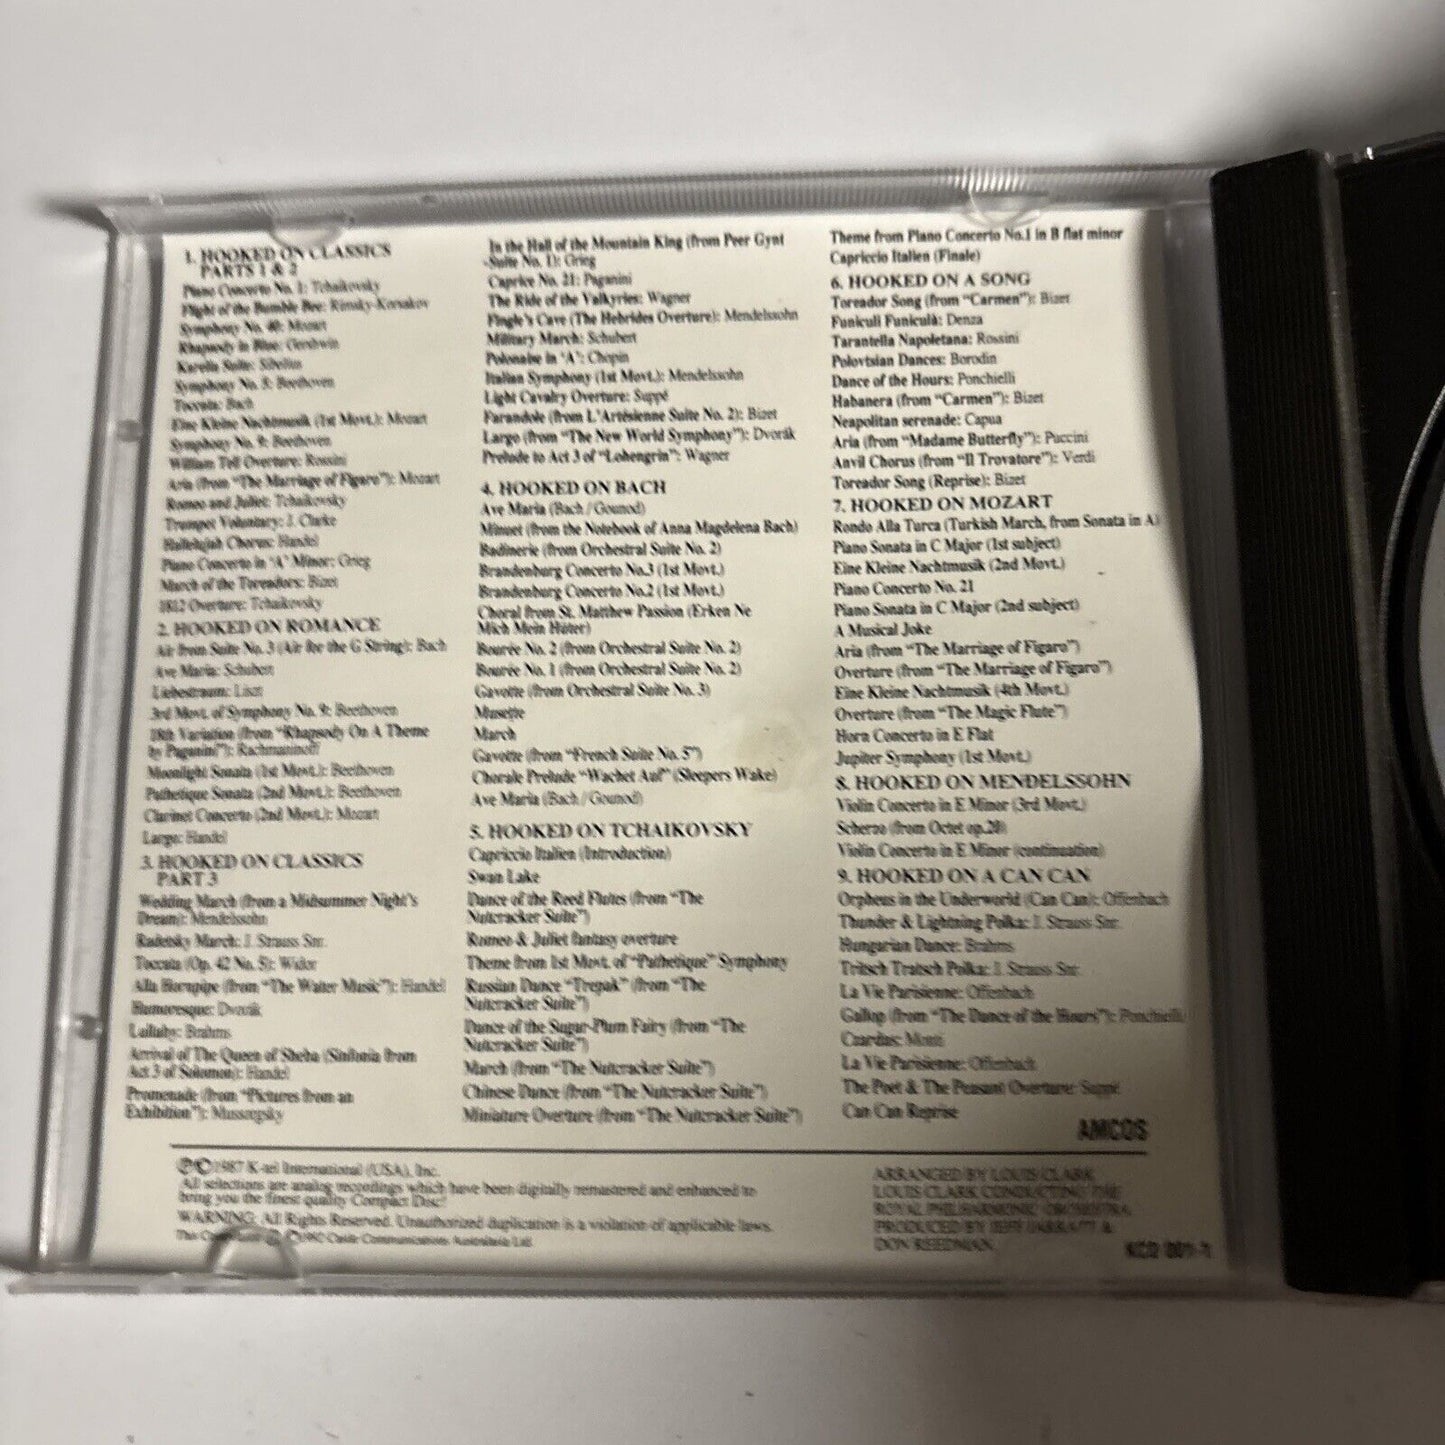 1. HOOKED ON CLASSICS
PARTS 1 & 2
Piano Concerto No. 1: Tchaikovsky
Flight of the Bumble Bee: Rimsky-Korsakov
Symphony No. 40: Mozart
Rhapsody in Blue: Gershwin
Karelia Suite: Sibelius
Symphony No. 5: Beethoven
Toccata: Bach
Eine Kleine Nachtmusik (1st Movt.): Mozart
Symphony No. 9: Beethoven
William Tell Overture: Rossini
Aria (from "The Marriage of Figaro"): Mozart
Romeo and Juliet: Tchaikovsky
Trumpet Voluntary: J. Clarke
Hallelujah Chorus: Handel
Piano Concerto in 'A' Minor: Grieg
March of the Toreadors: Bizet
1812 Overture: Tchaikovsky
2. HOOKED ON ROMANCE
Air from Suite No. 3 (Air for the G String): Bach
Ave Maria: Schubert
Liebestraum: Liszt
3rd Movt. of Symphony No. 9: Beethoven
18th Variation (from "Rhapsody On A Theme
by Paganini"): Rachmaninoff
Moonlight Sonata (1st Movt.): Beethoven
Pathetique Sonata (2nd Movt.): Beethoven
Clarinet Concerto (2nd Movt.): Mozart
Largo: Handel
3. HOOKED ON CLASSICS
PART 3
Wedding March (from a Midsummer Night's
Dream): Mendelssohn
Radetsky March: J. Strauss Snr.
Toccata (Op. 42 No. 5): Widor
Alla Hornpipe (from "The Water Music"): Handel
Humoresque: Dvorák
Lullaby: Brahms
Arrival of The Queen of Sheba (Sinfonia from
Act 3 of Solomon): Handel
Promenade (from "Pictures from an
Exhibition"): Mussorgsky
In the Hall of the Mountain King (from Peer Gynt
Suite No. 1): Grieg
Caprice No. 21: Paganini
The Ride of the Valkyries: Wagner
Fingle's Cave (The Hebrides Overture): Mendelssohn
Military March: Schubert
Polonaise in 'A': Chopin
Italian Symphony (1st Movt.): Mendelssohn
Light Cavalry Overture: Suppé
Farandole (from L'Artésienne Suite No. 2): Bizet
Largo (from "The New World Symphony"): Dvorák
Prelude to Act 3 of "Lohengrin": Wagner
4. HOOKED ON BACH
Ave Maria (Bach / Gounod)
Minuet (from the Notebook of Anna Magdelena Bach)
Badinerie (from Orchestral Suite No. 2)
Brandenburg Concerto No.3 (1st Movt.)
Brandenburg Concerto No.2 (1st Movt.)
Choral from St. Matthew Passion (Erken Ne
Mich Mein Hüter)
Bourée No. 2 (from Orchestral Suite No. 2)
Bourée No. 1 (from Orchestral Suite No. 2)
Gavotte (from Orchestral Suite No. 3)
Musette
March
Gavotte (from "French Suite No. 5")
Chorale Prelude "Wachet Auf" (Sleepers Wake)
Ave Maria (Bach / Gounod)
5. HOOKED ON TCHAIKOVSKY
Capriccio Italien (Introduction)
Swan Lake
Dance of the Reed Flutes (from "The
Nutcracker Suite")
Romeo & Juliet fantasy overture
Theme from 1st Movt. of "Pathetique" Symphony
Russian Dance "Trepak" (from "The
Nutcracker Suite")
Dance of the Sugar-Plum Fairy (from "The
Nutcracker Suite")
March (from "The Nutcracker Suite")
Chinese Dance (from "The Nutcracker Suite")
Miniature Overture (from "The Nutcracker Suite")
Theme from Piano Concerto No.1 in B flat minor
Capriccio Italien (Finale)
6. HOOKED ON A SONG
Toreador Song (from "Carmen"): Bizet
Funiculi Funiculà: Denza
Tarantella Napoletana: Rossini
Polovtsian Dances: Borodin
Dance of the Hours: Ponchielli
Habanera (from "Carmen"): Bizet
Neapolitan serenade: Capua
Aria (from "Madame Butterfly"): Puccini
Anvil Chorus (from "Il Trovatore"): Verdi
Toreador Song (Reprise): Bizet
7. HOOKED ON MOZART
Rondo Alla Turca (Turkish March, from Sonata in A)
Piano Sonata in C Major (1st subject)
Eine Kleine Nachtmusik (2nd Movt.)
Piano Concerto No. 21
Piano Sonata in C Major (2nd subject)
A Musical Joke
Aria (from "The Marriage of Figaro")
Overture (from "The Marriage of Figaro")
Eine Kleine Nachtmusik (4th Movt.)
Overture (from "The Magic Flute")
Horn Concerto in E Flat
Jupiter Symphony (1st Movt.)
8. HOOKED ON MENDELSSOHN
Violin Concerto in E Minor (3rd Movt.)
Scherzo (from Octet op.20)
Violin Concerto in E Minor (continuation)
9. HOOKED ON A CAN CAN
Orpheus in the Underworld (Can Can): Offenbach
Thunder & Lightning Polka: J. Strauss Snr.
Hungarian Dance: Brahms
Tritsch Tratsch Polka: J. Strauss Snr.
La Vie Parisienne: Offenbach
Gallop (from "The Dance of the Hours"): Ponchielli
Czardas: Monti
La Vie Parisienne: Offenbach
The Poet & The Peasant Overture: Suppé
Can Can Reprise
AMCOS
ⓅⒸ1987 K-tel International (USA), Inc.
All selections are analog recordings which have been digitally remastered and enhanced to
bring you the finest quality Compact Disc!
WARNING: All Rights Reserved. Unauthorized duplication is a violation of applicable laws.
This Compilation Ⓟ Ⓒ1992 Castle Communications Australasia Ltd.
ARRANGED BY LOUIS CLARK
LOUIS CLARK CONDUCTING THE
ROYAL PHILHARMONIC ORCHESTRA
PRODUCED BY JEFF JARRATT &
DON REEDMAN
KCD 001-1